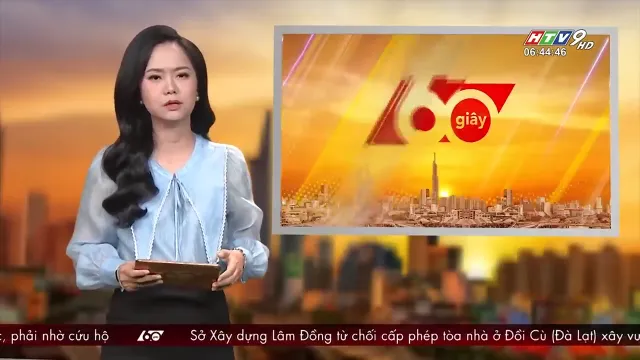 HTV9 HD
06:44:46
60 giây
c, phải nhờ cứu hộ 60 Sở Xây dựng Lâm Đồng từ chối cấp phép tòa nhà ở Đồi Cù (Đà Lạt) xây vư